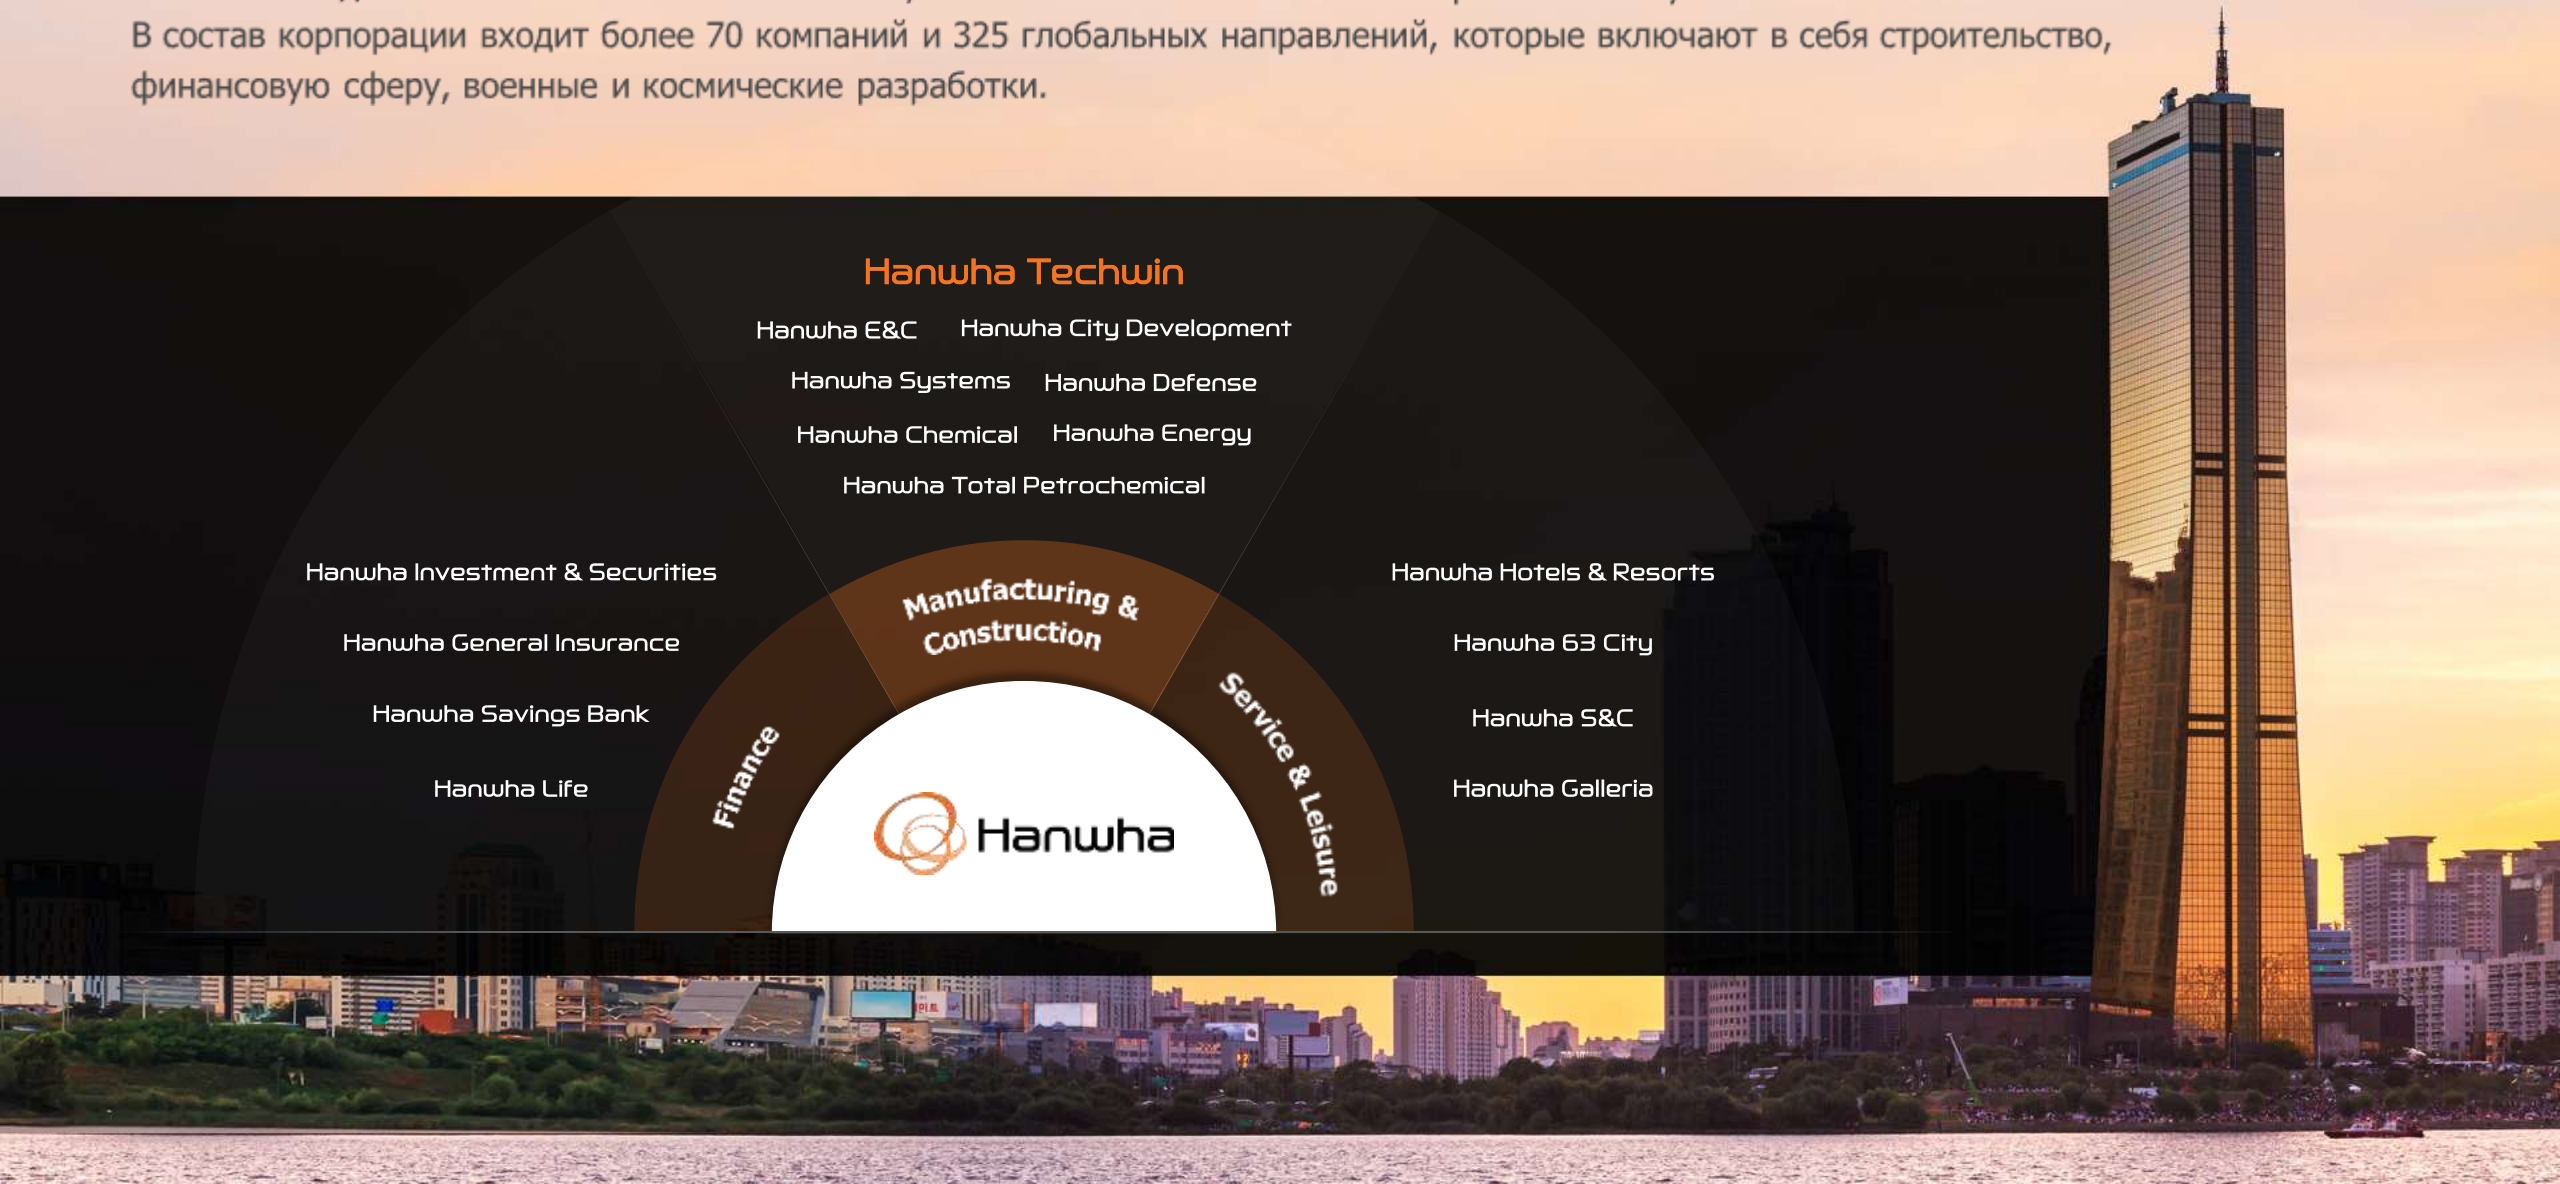 В состав корпорации входит более 70 компаний и 325 глобальных направлений, которые включают в себя строительство,
финансовую сферу, военные и космические разработки.
Hanwha Techwin
Hanwha E&C
Hanwha City Development
Hanwha Systems
Hanwha Defense
Hanwha Chemical
Hanwha Energy
Hanwha Total Petrochemical
Hanwha Investment & Securities
Hanwha General Insurance
Hanwha Savings Bank
Hanwha Life
Finance
Manufacturing &
Construction
Service & Leisure
Hanwha Hotels & Resorts
Hanwha 63 City
Hanwha S&C
Hanwha Galleria
Hanwha